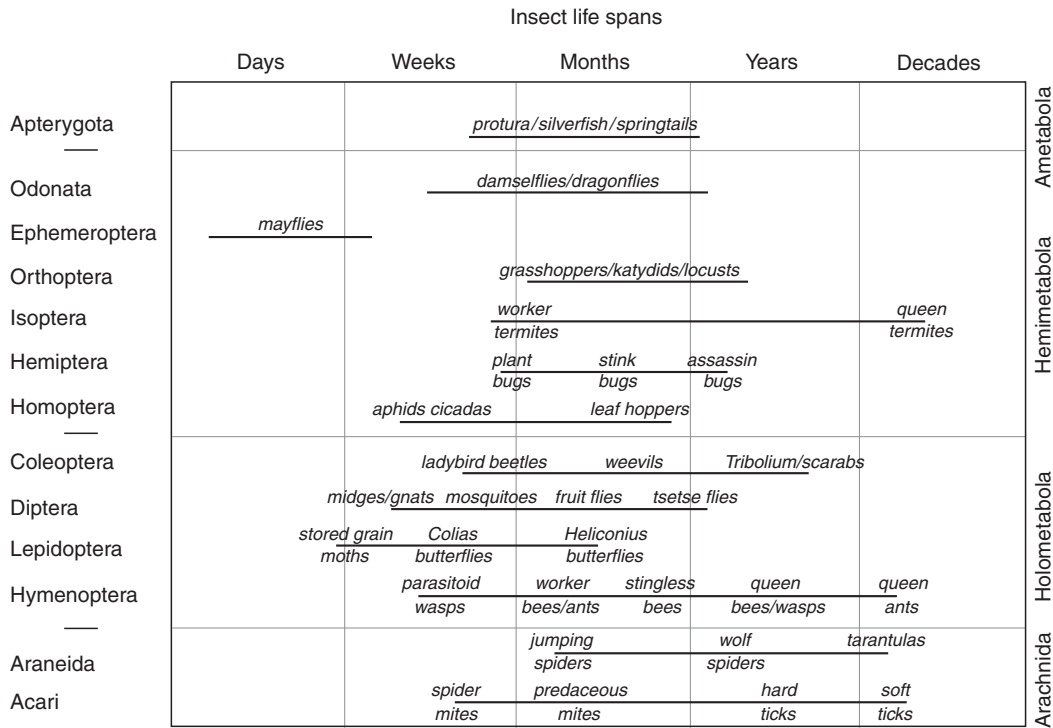 Insect life spans
Days Weeks Months Years Decades
Apterygota protura/silverfish/springtails
Ametabola
Odonata damselflies/dragonflies
Ephemeroptera mayflies
Orthoptera grasshoppers/katydids/locusts
Isoptera worker termites queen termites
Hemimetabola
Hemiptera plant bugs stink bugs assassin bugs
Homoptera aphids cicadas leaf hoppers
Coleoptera ladybird beetles weevils Tribolium/scarabs
Diptera midges/gnats mosquitoes fruit flies tsetse flies
Lepidoptera stored grain moths Colias butterflies Heliconius butterflies
Holometabola
Hymenoptera parasitoid wasps worker bees/ants stingless bees queen bees/wasps queen ants
Araneida jumping spiders wolf spiders tarantulas
Acari spider mites predaceous mites hard ticks soft ticks
Arachnida